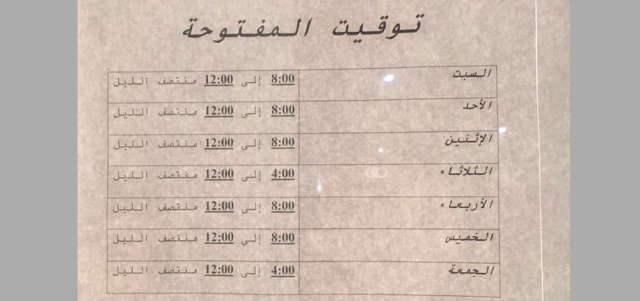 توقيت المفتوحة
السبت 8:00 إلى 12:00 منتصف الليل
الأحد 8:00 إلى 12:00 منتصف الليل
الإثنين 8:00 إلى 12:00 منتصف الليل
الثلاثاء 4:00 إلى 12:00 منتصف الليل
الأربعاء 8:00 إلى 12:00 منتصف الليل
الخميس 8:00 إلى 12:00 منتصف الليل
الجمعة 4:00 إلى 12:00 منتصف الليل